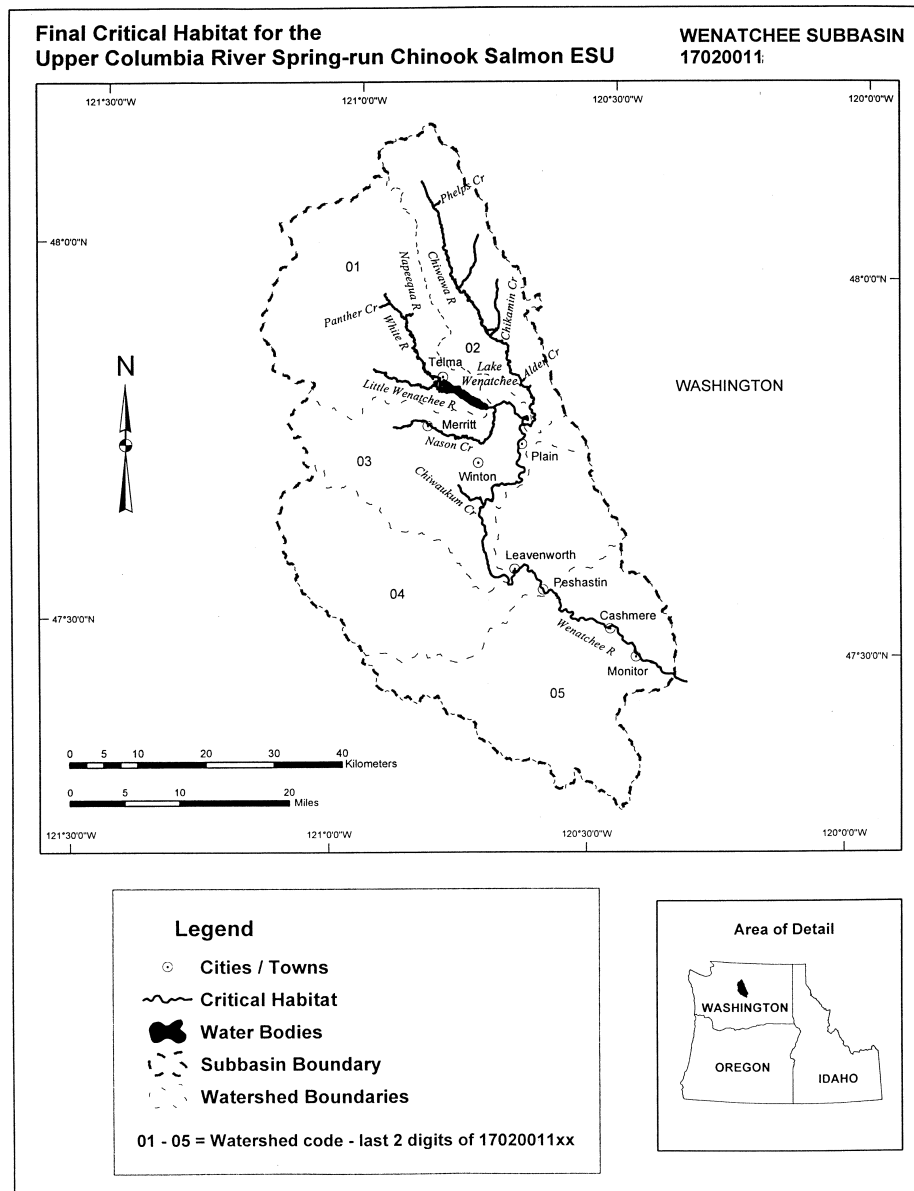 Final Critical Habitat for the
Upper Columbia River Spring-run Chinook Salmon ESU
WENATCHEE SUBBASIN
17020011
121°30'0"W
121°0'0"W
120°30'0"W
120°0'0"W
48°0'0"N
48°0'0"N
Phelps Cr
01
Napeequa R
Chiwawa R
Chikamin Cr
Panther Cr
White R
02
Telma
Lake
Wenatchee
Alder Cr
N
WASHINGTON
Little Wenatchee R
Merritt
Nason Cr
Plain
03
Winton
Chiwaukum Cr
Leavenworth
Peshastin
04
Cashmere
47°30'0"N
Wenatchee R
47°30'0"N
Monitor
05
0 5 10 20 30 40
Kilometers
0 5 10 20
Miles
121°30'0"W
121°0'0"W
120°30'0"W
120°0'0"W
Legend
Cities / Towns
Critical Habitat
Water Bodies
Subbasin Boundary
Watershed Boundaries
01 - 05 = Watershed code - last 2 digits of 17020011xx
Area of Detail
WASHINGTON
OREGON
IDAHO